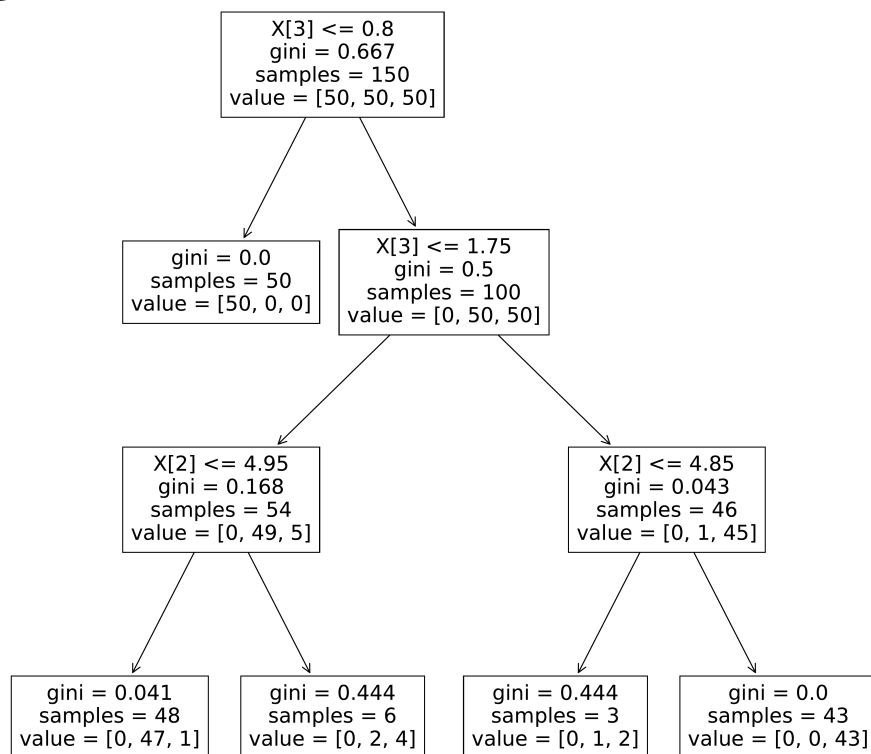 X[3] <= 0.8
gini = 0.667
samples = 150
value = [50, 50, 50]
gini = 0.0
samples = 50
value = [50, 0, 0]
X[3] <= 1.75
gini = 0.5
samples = 100
value = [0, 50, 50]
X[2] <= 4.95
gini = 0.168
samples = 54
value = [0, 49, 5]
X[2] <= 4.85
gini = 0.043
samples = 46
value = [0, 1, 45]
gini = 0.041
samples = 48
value = [0, 47, 1]
gini = 0.444
samples = 6
value = [0, 2, 4]
gini = 0.444
samples = 3
value = [0, 1, 2]
gini = 0.0
samples = 43
value = [0, 0, 43]